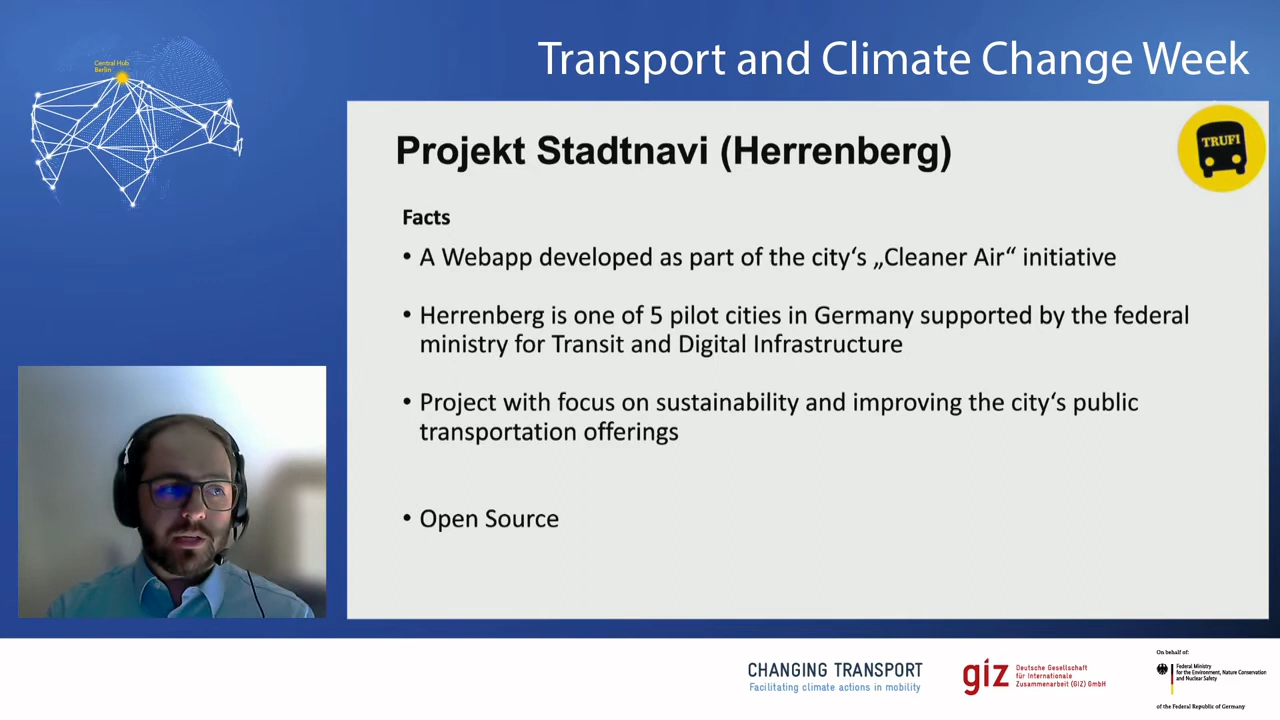 Transport and Climate Change Week
Central Hub
Berlin
Projekt Stadtnavi (Herrenberg)
TRUFI
Facts
• A Webapp developed as part of the city‘s „Cleaner Air“ initiative
• Herrenberg is one of 5 pilot cities in Germany supported by the federal
ministry for Transit and Digital Infrastructure
• Project with focus on sustainability and improving the city‘s public
transportation offerings
• Open Source
CHANGING TRANSPORT
Facilitating climate actions in mobility
giz
Deutsche Gesellschaft
für Internationale
Zusammenarbeit (GIZ) GmbH
On behalf of:
Federal Ministry
for the Environment, Nature Conservation
and Nuclear Safety
of the Federal Republic of Germany